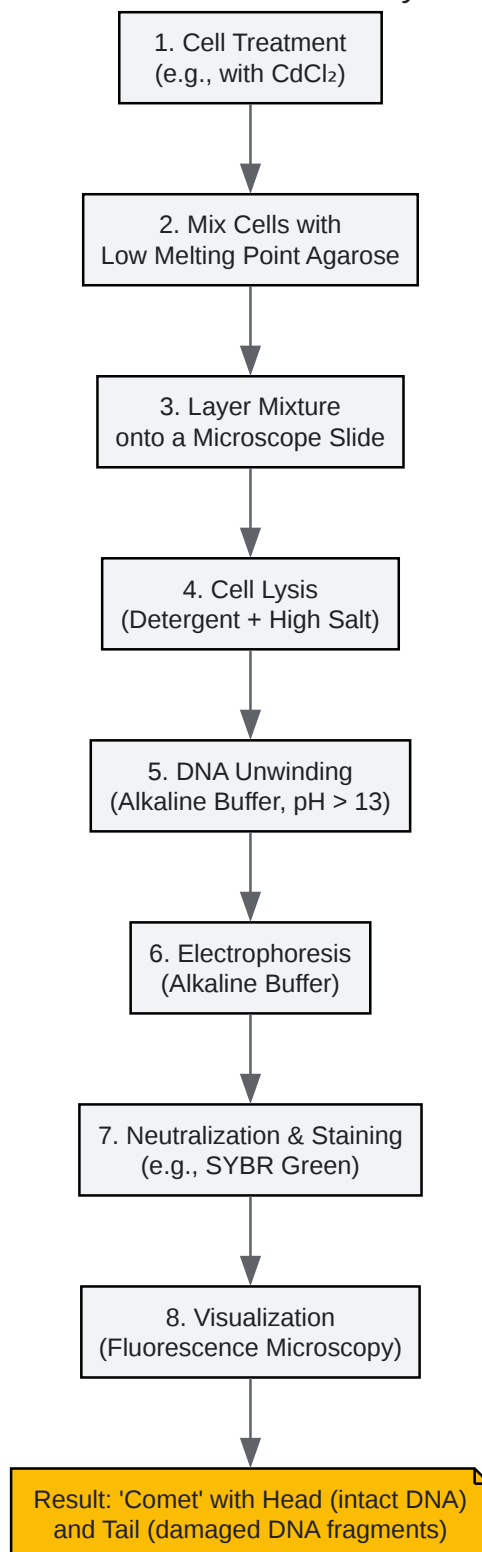 1. Cell Treatment
(e.g., with CdCl₂)
2. Mix Cells with
Low Melting Point Agarose
3. Layer Mixture
onto a Microscope Slide
4. Cell Lysis
(Detergent + High Salt)
5. DNA Unwinding
(Alkaline Buffer, pH > 13)
6. Electrophoresis
(Alkaline Buffer)
7. Neutralization & Staining
(e.g., SYBR Green)
8. Visualization
(Fluorescence Microscopy)
Result: 'Comet' with Head (intact DNA)
and Tail (damaged DNA fragments)